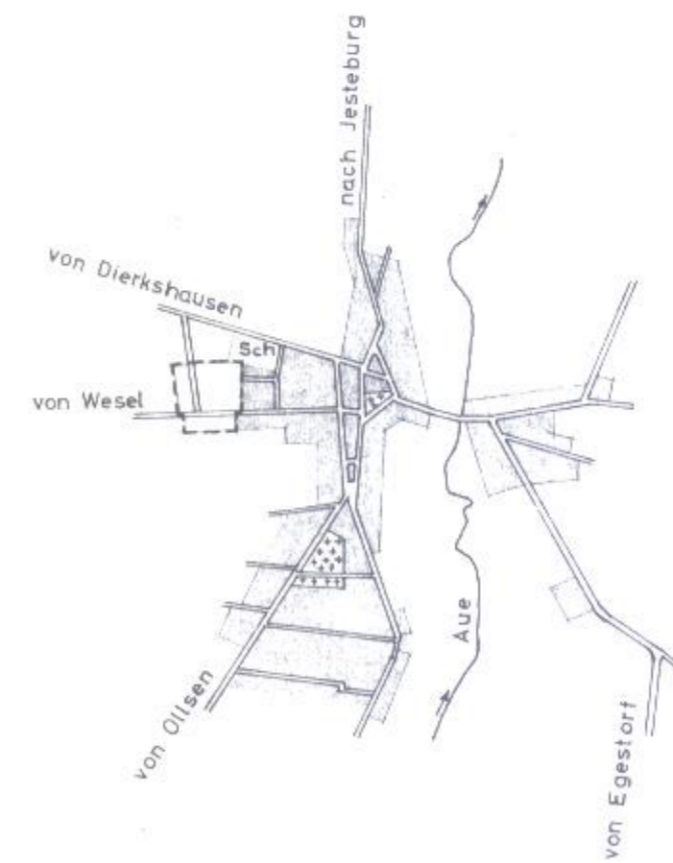 nach Jesteburg
von Dierkshausen
Sch
von Wesel
Aue
von Ollsen
von Egestorf